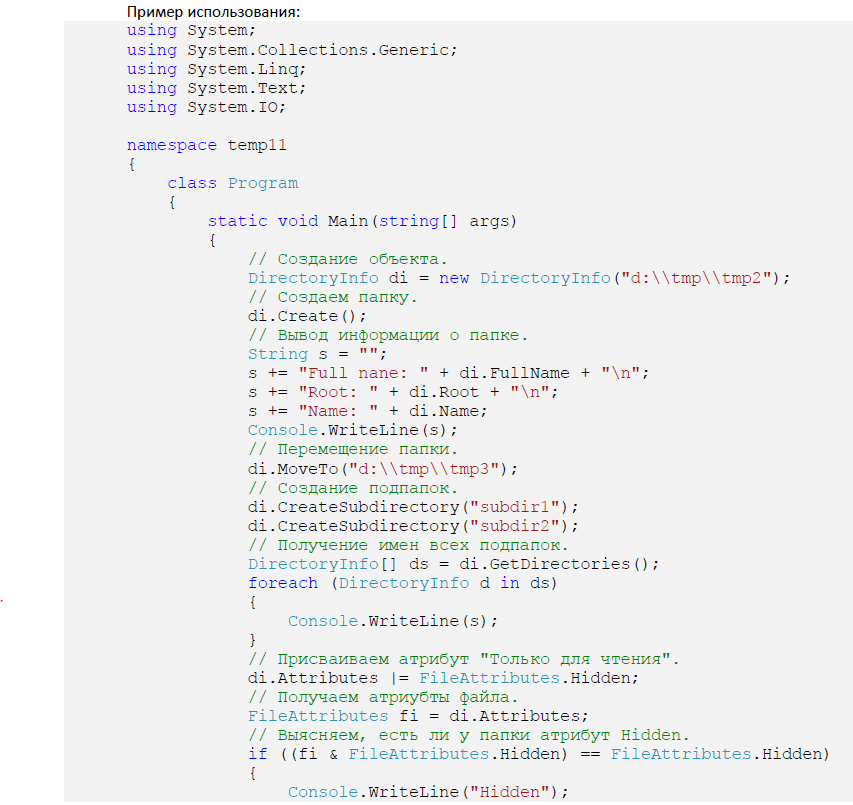 Пример использования:
using System;
using System.Collections.Generic;
using System.Linq;
using System.Text;
using System.IO;

namespace temp11
{
    class Program
    {
        static void Main(string[] args)
        {
            // Создание объекта.
            DirectoryInfo di = new DirectoryInfo("d:\\tmp\\tmp2");
            // Создаем папку.
            di.Create();
            // Вывод информации о папке.
            String s = "";
            s += "Full nane: " + di.FullName + "\n";
            s += "Root: " + di.Root + "\n";
            s += "Name: " + di.Name;
            Console.WriteLine(s);
            // Перемещение папки.
            di.MoveTo("d:\\tmp\\tmp3");
            // Создание подпапок.
            di.CreateSubdirectory("subdir1");
            di.CreateSubdirectory("subdir2");
            // Получение имен всех подпапок.
            DirectoryInfo[] ds = di.GetDirectories();
            foreach (DirectoryInfo d in ds)
            {
                Console.WriteLine(s);
            }
            // Присваиваем атрибут "Только для чтения".
            di.Attributes |= FileAttributes.Hidden;
            // Получаем атриубты файла.
            FileAttributes fi = di.Attributes;
            // Выясняем, есть ли у папки атрибут Hidden.
            if ((fi & FileAttributes.Hidden) == FileAttributes.Hidden)
            {
                Console.WriteLine("Hidden");